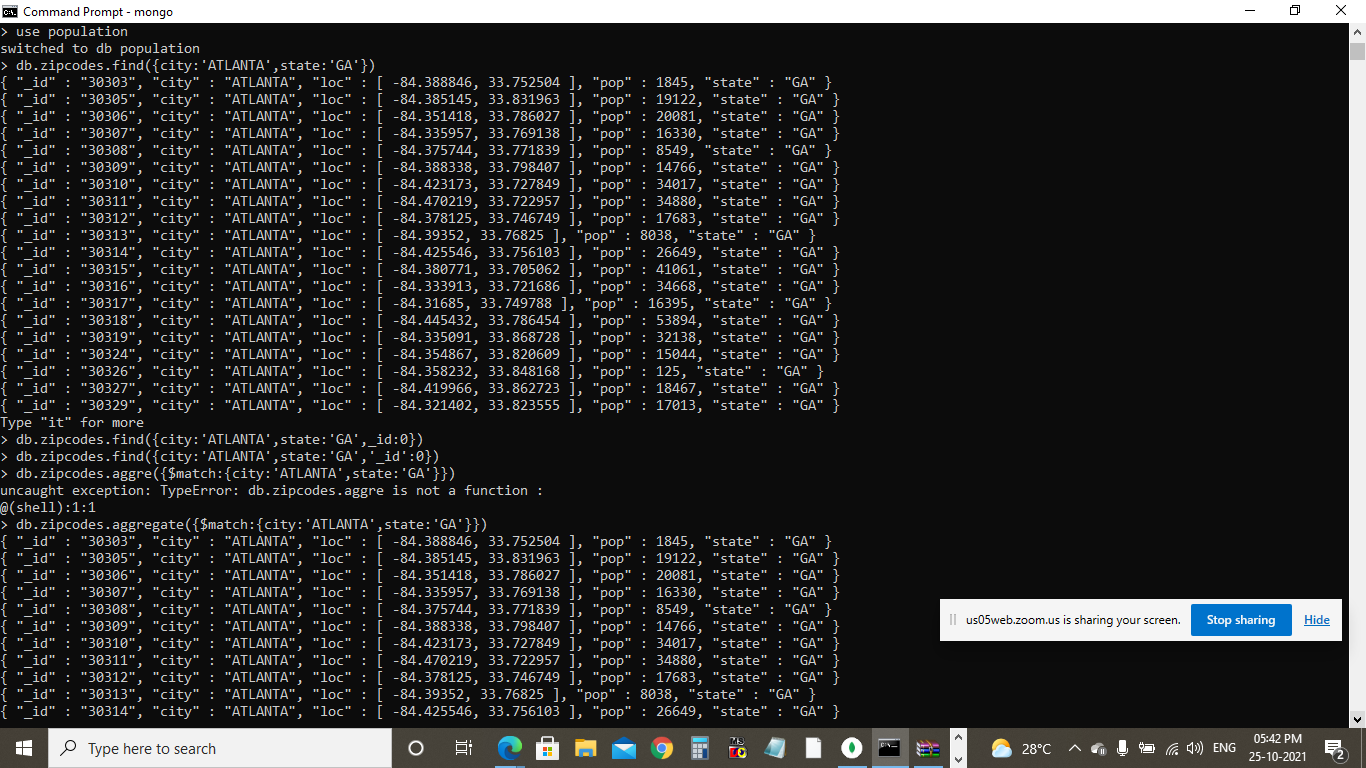 Command Prompt - mongo
> use population
switched to db population
> db.zipcodes.find({city:'ATLANTA',state:'GA'})
{ "_id" : "30303", "city" : "ATLANTA", "loc" : [ -84.388846, 33.752504 ], "pop" : 1845, "state" : "GA" }
{ "_id" : "30305", "city" : "ATLANTA", "loc" : [ -84.385145, 33.831963 ], "pop" : 19122, "state" : "GA" }
{ "_id" : "30306", "city" : "ATLANTA", "loc" : [ -84.351418, 33.786027 ], "pop" : 20081, "state" : "GA" }
{ "_id" : "30307", "city" : "ATLANTA", "loc" : [ -84.335957, 33.769138 ], "pop" : 16330, "state" : "GA" }
{ "_id" : "30308", "city" : "ATLANTA", "loc" : [ -84.375744, 33.771839 ], "pop" : 8549, "state" : "GA" }
{ "_id" : "30309", "city" : "ATLANTA", "loc" : [ -84.388338, 33.798407 ], "pop" : 14766, "state" : "GA" }
{ "_id" : "30310", "city" : "ATLANTA", "loc" : [ -84.423173, 33.727849 ], "pop" : 34017, "state" : "GA" }
{ "_id" : "30311", "city" : "ATLANTA", "loc" : [ -84.470219, 33.722957 ], "pop" : 34880, "state" : "GA" }
{ "_id" : "30312", "city" : "ATLANTA", "loc" : [ -84.378125, 33.746749 ], "pop" : 17683, "state" : "GA" }
{ "_id" : "30313", "city" : "ATLANTA", "loc" : [ -84.39352, 33.76825 ], "pop" : 8038, "state" : "GA" }
{ "_id" : "30314", "city" : "ATLANTA", "loc" : [ -84.425546, 33.756103 ], "pop" : 26649, "state" : "GA" }
{ "_id" : "30315", "city" : "ATLANTA", "loc" : [ -84.380771, 33.705062 ], "pop" : 41061, "state" : "GA" }
{ "_id" : "30316", "city" : "ATLANTA", "loc" : [ -84.333913, 33.721686 ], "pop" : 34668, "state" : "GA" }
{ "_id" : "30317", "city" : "ATLANTA", "loc" : [ -84.31685, 33.749788 ], "pop" : 16395, "state" : "GA" }
{ "_id" : "30318", "city" : "ATLANTA", "loc" : [ -84.445432, 33.786454 ], "pop" : 53894, "state" : "GA" }
{ "_id" : "30319", "city" : "ATLANTA", "loc" : [ -84.335091, 33.868728 ], "pop" : 32138, "state" : "GA" }
{ "_id" : "30324", "city" : "ATLANTA", "loc" : [ -84.354867, 33.820609 ], "pop" : 15044, "state" : "GA" }
{ "_id" : "30326", "city" : "ATLANTA", "loc" : [ -84.358232, 33.848168 ], "pop" : 125, "state" : "GA" }
{ "_id" : "30327", "city" : "ATLANTA", "loc" : [ -84.419966, 33.862723 ], "pop" : 18467, "state" : "GA" }
{ "_id" : "30329", "city" : "ATLANTA", "loc" : [ -84.321402, 33.823555 ], "pop" : 17013, "state" : "GA" }
Type "it" for more
> db.zipcodes.find({city:'ATLANTA',state:'GA',_id:0})
> db.zipcodes.find({city:'ATLANTA',state:'GA','_id':0})
> db.zipcodes.aggre({$match:{city:'ATLANTA',state:'GA'}})
uncaught exception: TypeError: db.zipcodes.aggre is not a function :
@(shell):1:1
> db.zipcodes.aggregate({$match:{city:'ATLANTA',state:'GA'}})
{ "_id" : "30303", "city" : "ATLANTA", "loc" : [ -84.388846, 33.752504 ], "pop" : 1845, "state" : "GA" }
{ "_id" : "30305", "city" : "ATLANTA", "loc" : [ -84.385145, 33.831963 ], "pop" : 19122, "state" : "GA" }
{ "_id" : "30306", "city" : "ATLANTA", "loc" : [ -84.351418, 33.786027 ], "pop" : 20081, "state" : "GA" }
{ "_id" : "30307", "city" : "ATLANTA", "loc" : [ -84.335957, 33.769138 ], "pop" : 16330, "state" : "GA" }
{ "_id" : "30308", "city" : "ATLANTA", "loc" : [ -84.375744, 33.771839 ], "pop" : 8549, "state" : "GA" }
{ "_id" : "30309", "city" : "ATLANTA", "loc" : [ -84.388338, 33.798407 ], "pop" : 14766, "state" : "GA" }
{ "_id" : "30310", "city" : "ATLANTA", "loc" : [ -84.423173, 33.727849 ], "pop" : 34017, "state" : "GA" }
{ "_id" : "30311", "city" : "ATLANTA", "loc" : [ -84.470219, 33.722957 ], "pop" : 34880, "state" : "GA" }
{ "_id" : "30312", "city" : "ATLANTA", "loc" : [ -84.378125, 33.746749 ], "pop" : 17683, "state" : "GA" }
{ "_id" : "30313", "city" : "ATLANTA", "loc" : [ -84.39352, 33.76825 ], "pop" : 8038, "state" : "GA" }
{ "_id" : "30314", "city" : "ATLANTA", "loc" : [ -84.425546, 33.756103 ], "pop" : 26649, "state" : "GA" }
us05web.zoom.us is sharing your screen. Stop sharing Hide
Type here to search
28°C
ENG
05:42 PM
25-10-2021
2